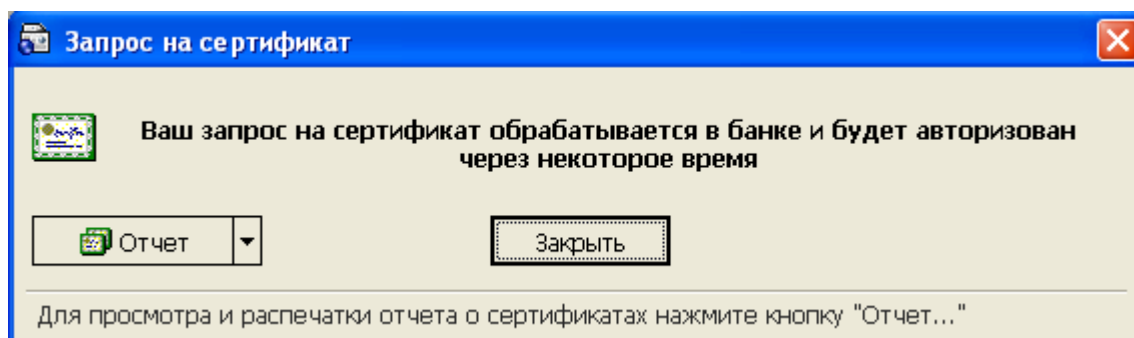 Запрос на сертификат
Ваш запрос на сертификат обрабатывается в банке и будет авторизован
через некоторое время
Отчет
Закрыть
Для просмотра и распечатки отчета о сертификатах нажмите кнопку "Отчет..."